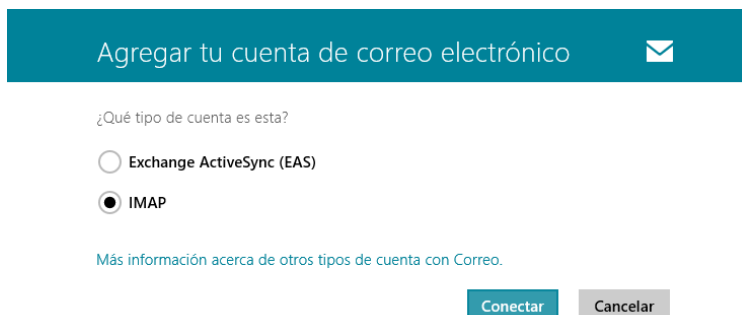 Agregar tu cuenta de correo electrónico
¿Qué tipo de cuenta es esta?
Exchange ActiveSync (EAS)
IMAP
Más información acerca de otros tipos de cuenta con Correo.
Conectar Cancelar